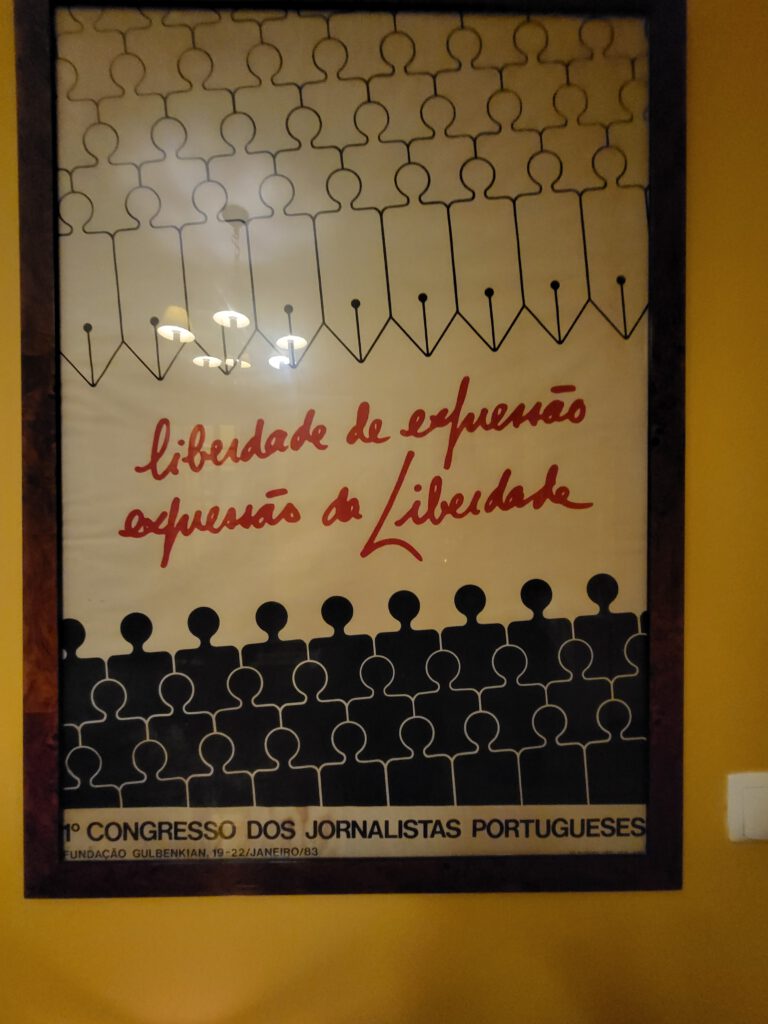 liberdade de expressão
expressão da Liberdade
1º CONGRESSO DOS JORNALISTAS PORTUGUESES
FUNDAÇÃO GULBENKIAN, 19-22/JANEIRO/83